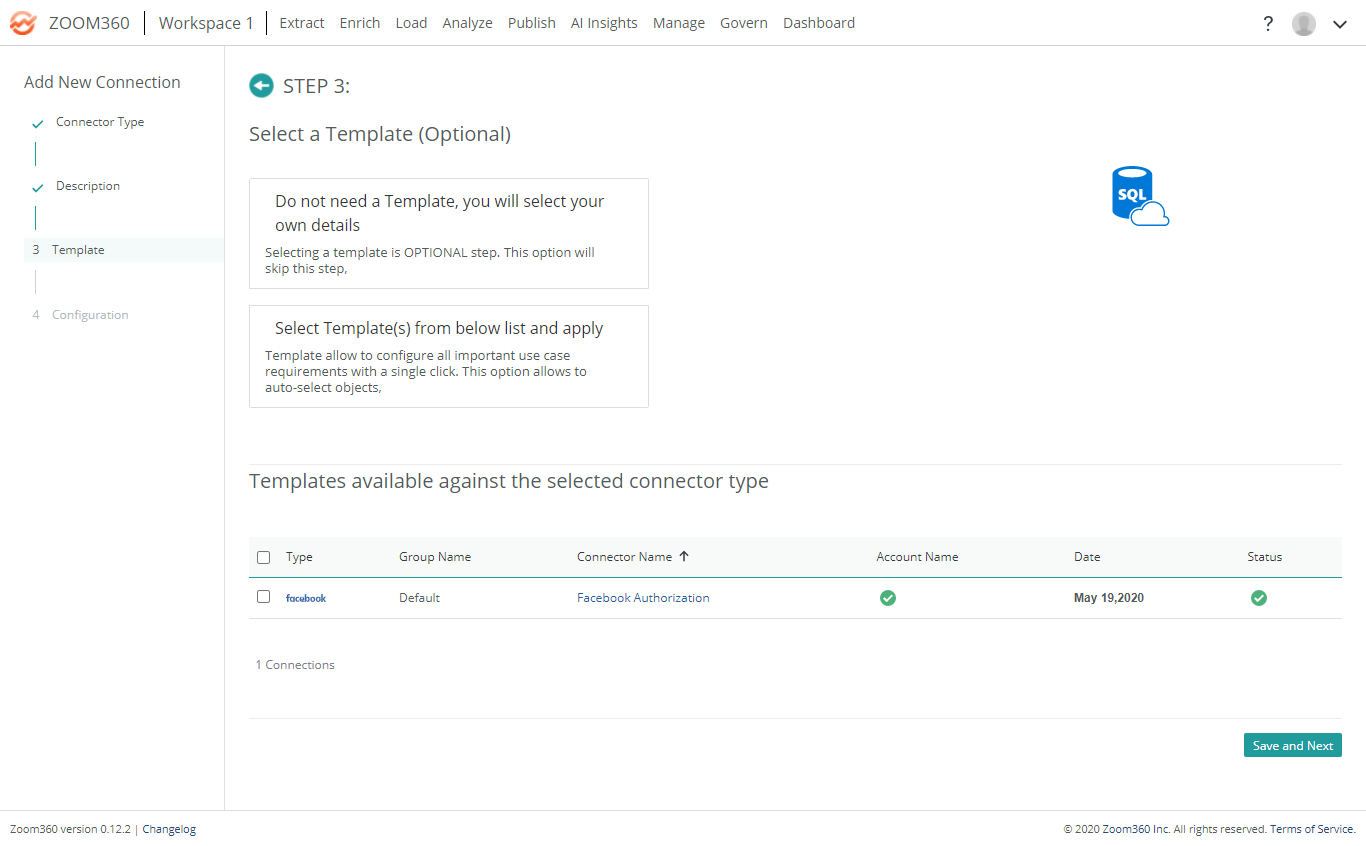 ZOOM360 Workspace 1 Extract Enrich Load Analyze Publish AI Insights Manage Govern Dashboard ?
Add New Connection
Connector Type
Description
3 Template
4 Configuration
STEP 3:
Select a Template (Optional)
SQL
Do not need a Template, you will select your
own details
Selecting a template is OPTIONAL step. This option will
skip this step,
Select Template(s) from below list and apply
Template allow to configure all important use case
requirements with a single click. This option allows to
auto-select objects,
Templates available against the selected connector type
Type Group Name Connector Name Account Name Date Status
facebook Default Facebook Authorization May 19,2020
1 Connections
Save and Next
Zoom360 version 0.12.2 | Changelog
© 2020 Zoom360 Inc. All rights reserved. Terms of Service.